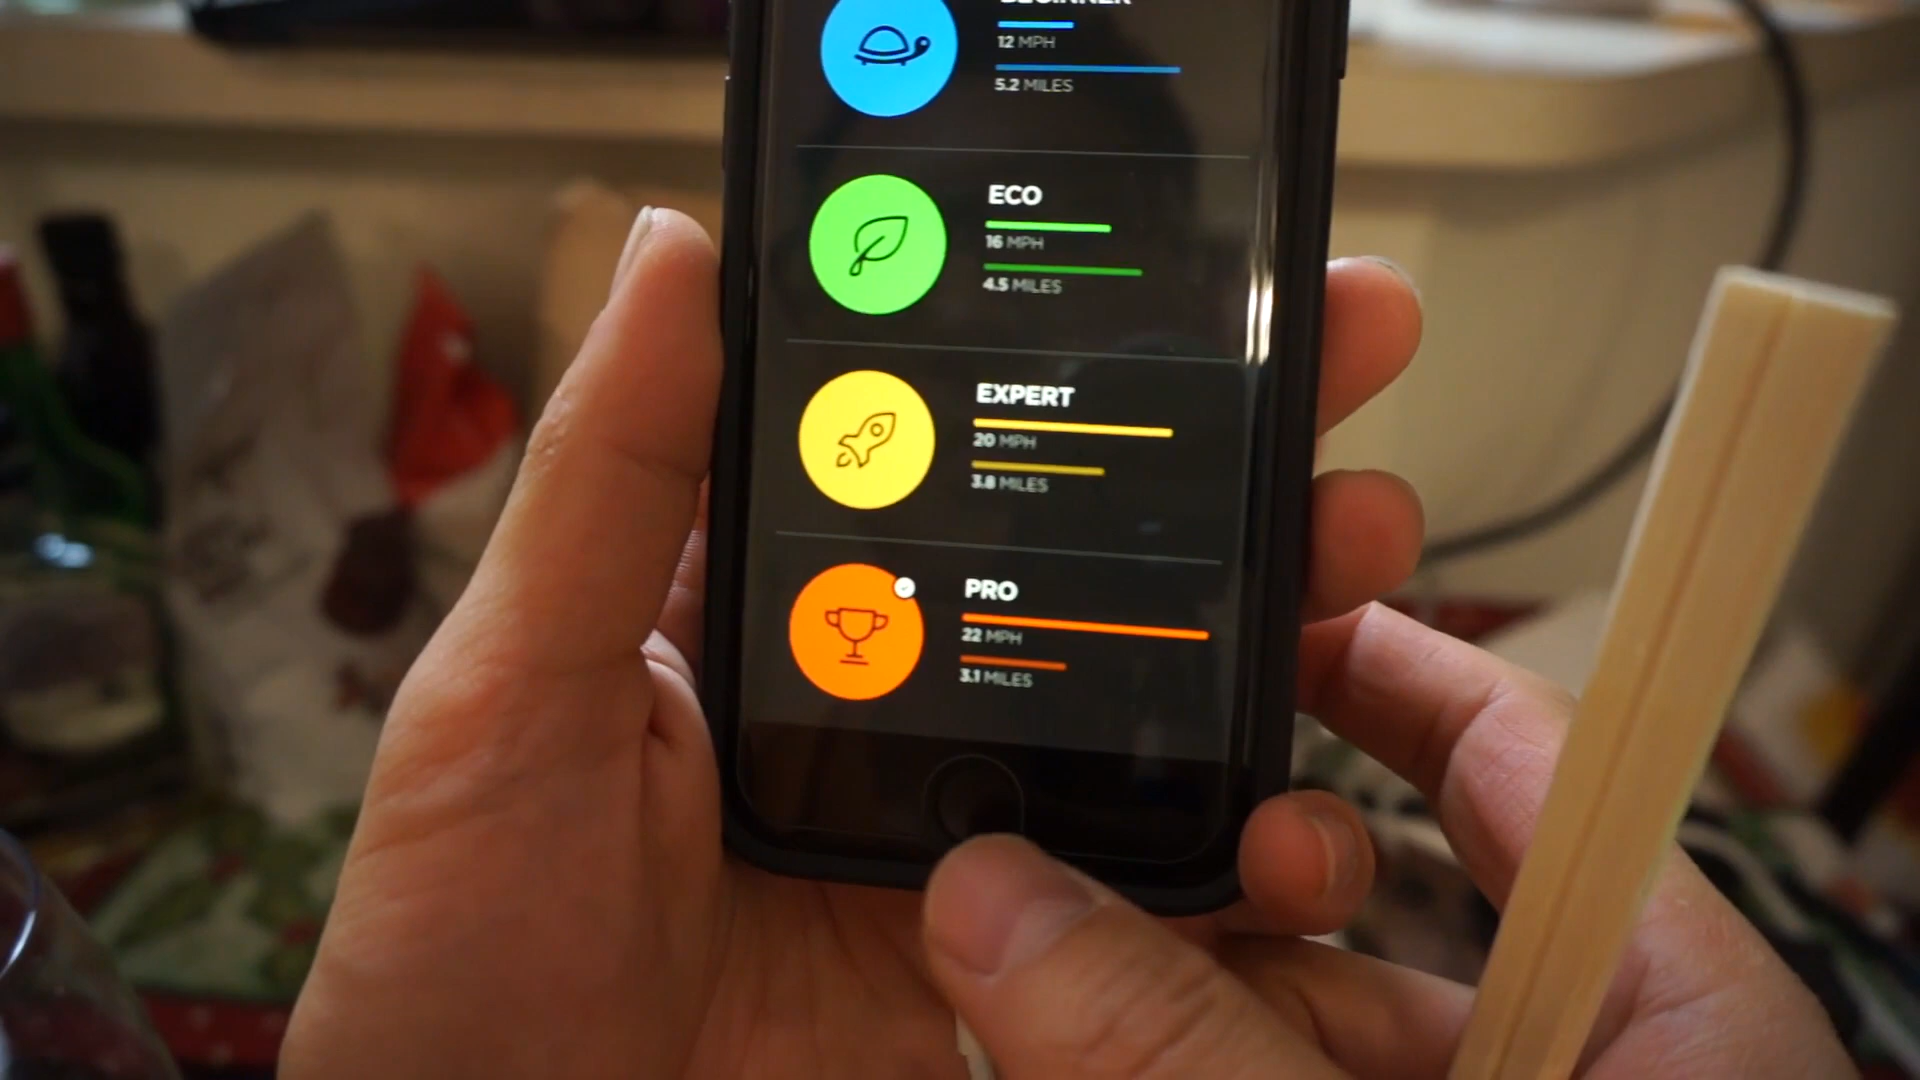 BEGINNER
12 MPH
5.2 MILES
ECO
16 MPH
4.5 MILES
EXPERT
20 MPH
3.8 MILES
PRO
22 MPH
3.1 MILES